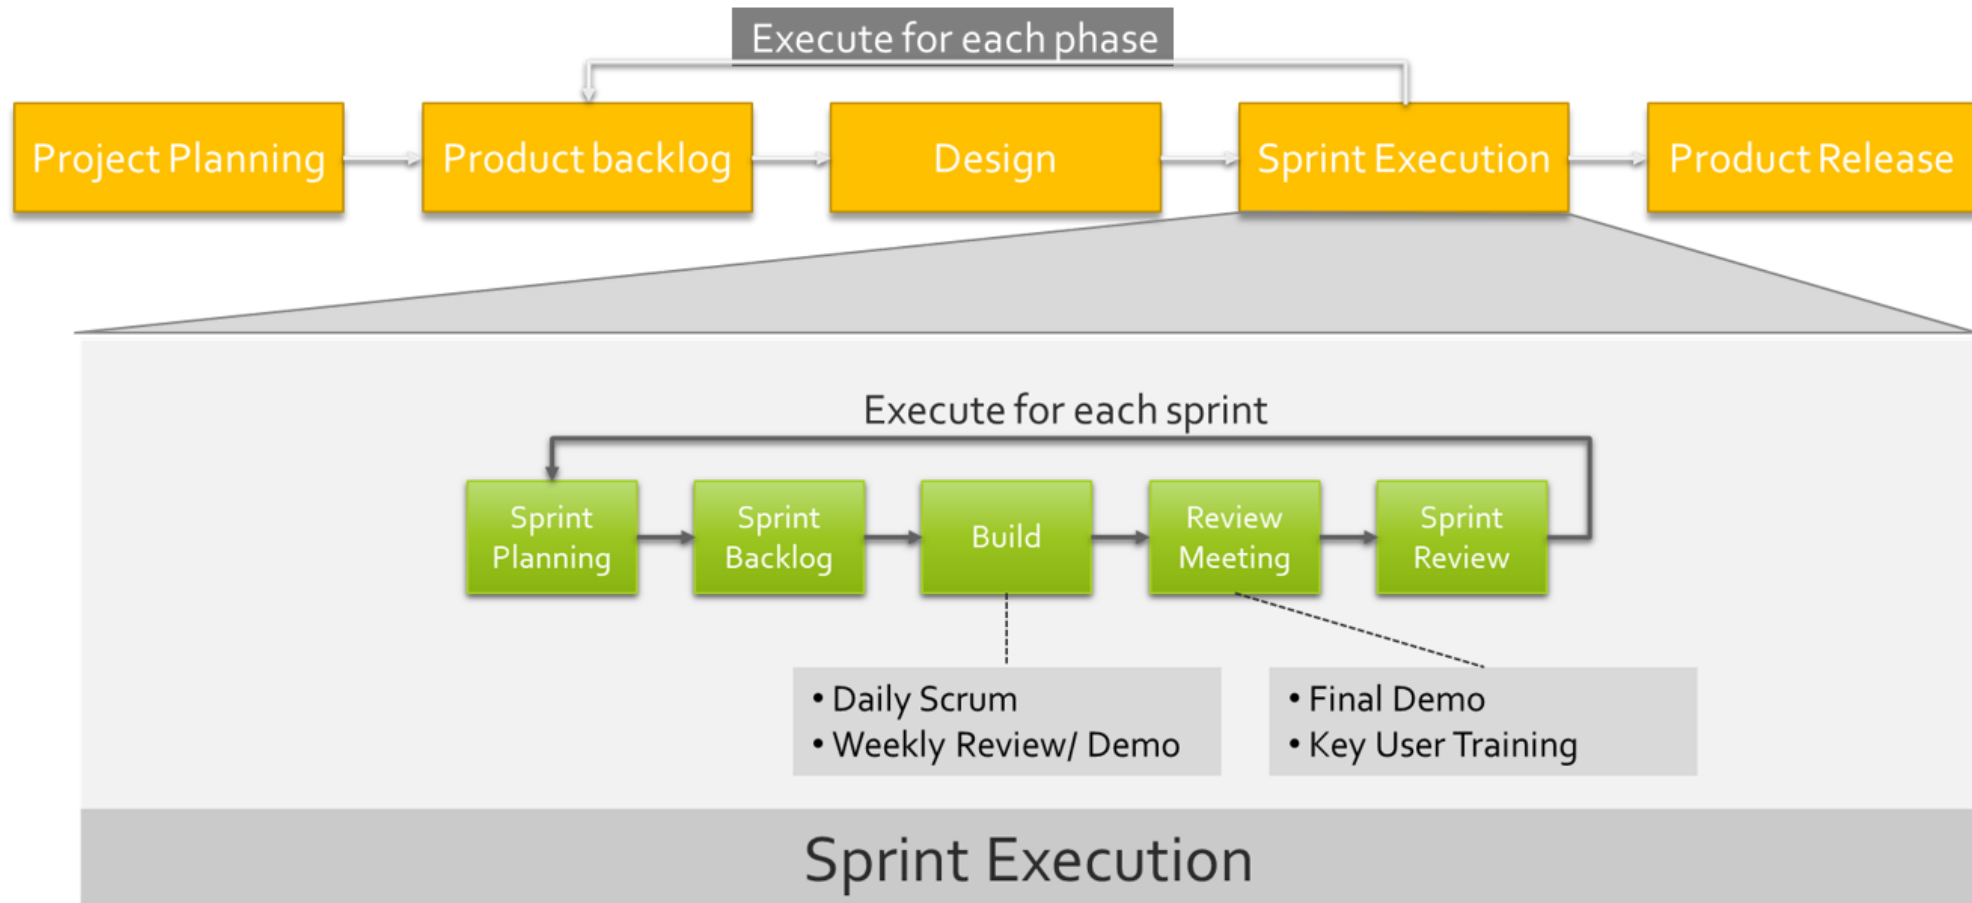 Execute for each phase
Project Planning
Product backlog
Design
Sprint Execution
Product Release
Execute for each sprint
Sprint
Planning
Sprint
Backlog
Build
Review
Meeting
Sprint
Review
• Daily Scrum
• Weekly Review/ Demo
• Final Demo
• Key User Training
Sprint Execution